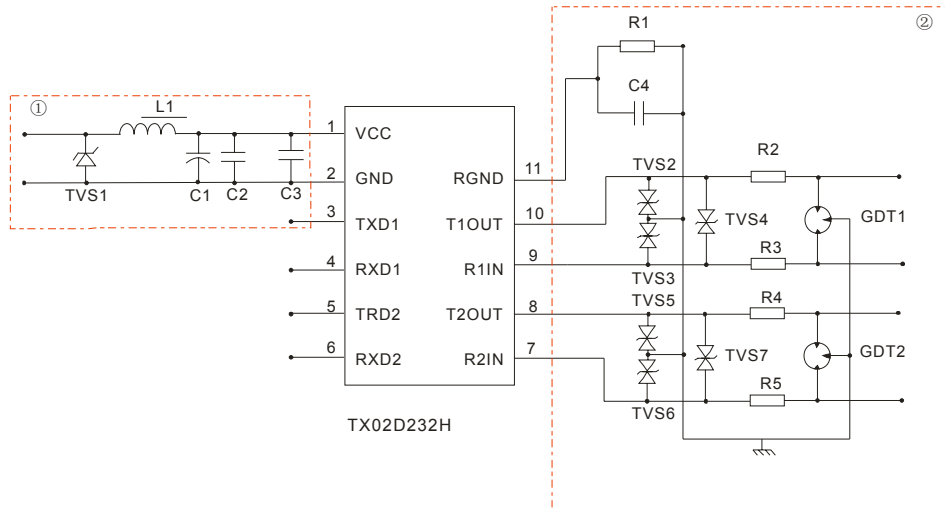 ①
②
L1
TVS1
C1
C2
C3
1
VCC
2
GND
3
TXD1
4
RXD1
5
TRD2
6
RXD2
RGND
11
T1OUT
10
R1IN
9
T2OUT
8
R2IN
7
TX02D232H
R1
C4
R2
TVS2
TVS4
GDT1
R3
TVS3
TVS5
R4
TVS7
GDT2
R5
TVS6